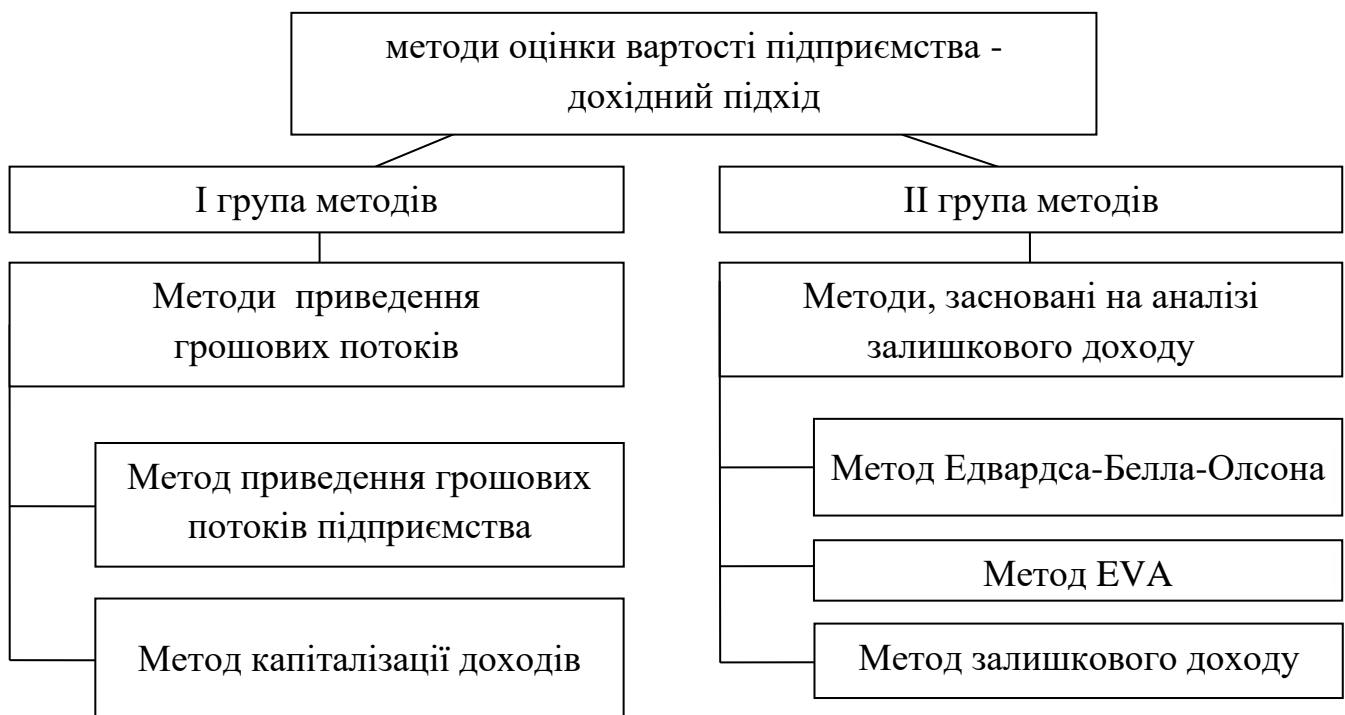 методи оцінки вартості підприємства -
дохідний підхід
І група методів
ІІ група методів
Методи приведення
грошових потоків
Методи, засновані на аналізі
залишкового доходу
Метод приведення грошових
потоків підприємства
Метод капіталізації доходів
Метод Едвардса-Белла-Олсона
Метод EVA
Метод залишкового доходу